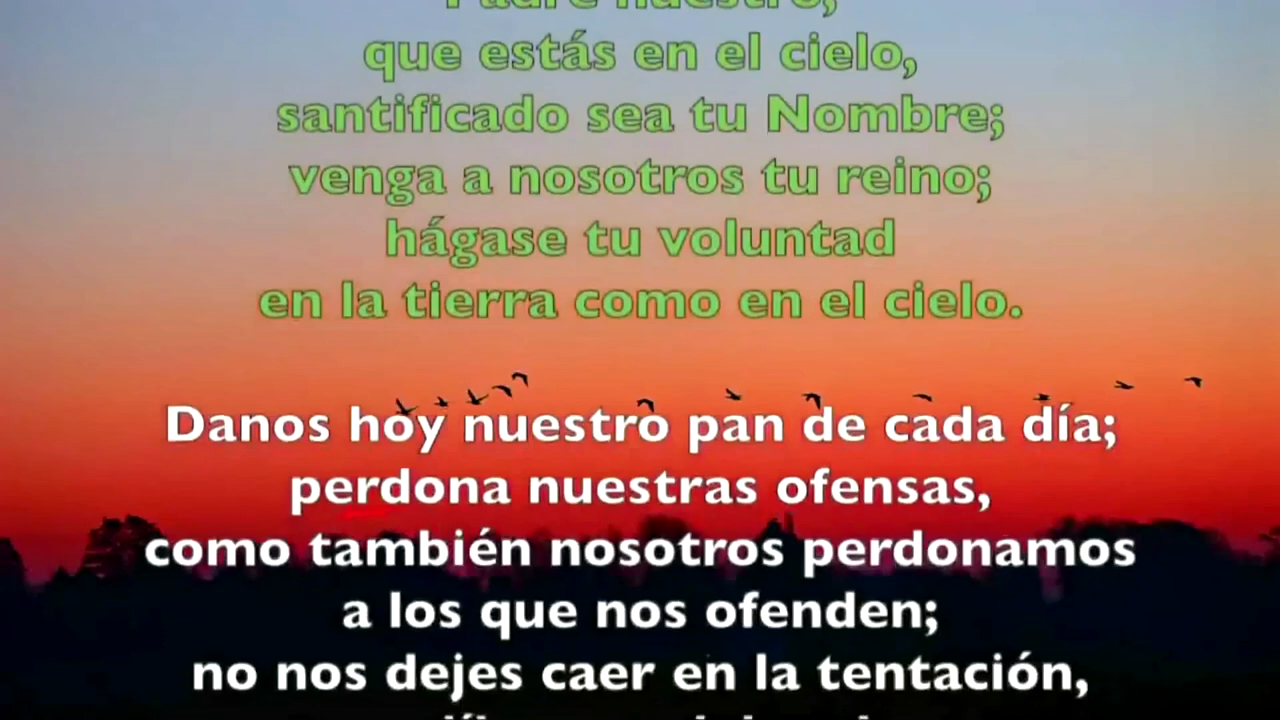 Padre nuestro,
que estás en el cielo,
santificado sea tu Nombre;
venga a nosotros tu reino;
hágase tu voluntad
en la tierra como en el cielo.
Danos hoy nuestro pan de cada día;
perdona nuestras ofensas,
como también nosotros perdonamos
a los que nos ofenden;
no nos dejes caer en la tentación,